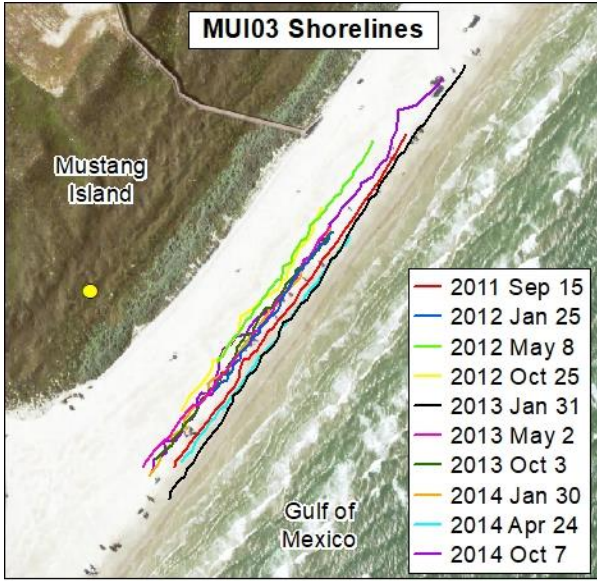 MUI03 Shorelines
Mustang
Island
2011 Sep 15
2012 Jan 25
2012 May 8
2012 Oct 25
2013 Jan 31
2013 May 2
2013 Oct 3
2014 Jan 30
2014 Apr 24
2014 Oct 7
Gulf of
Mexico